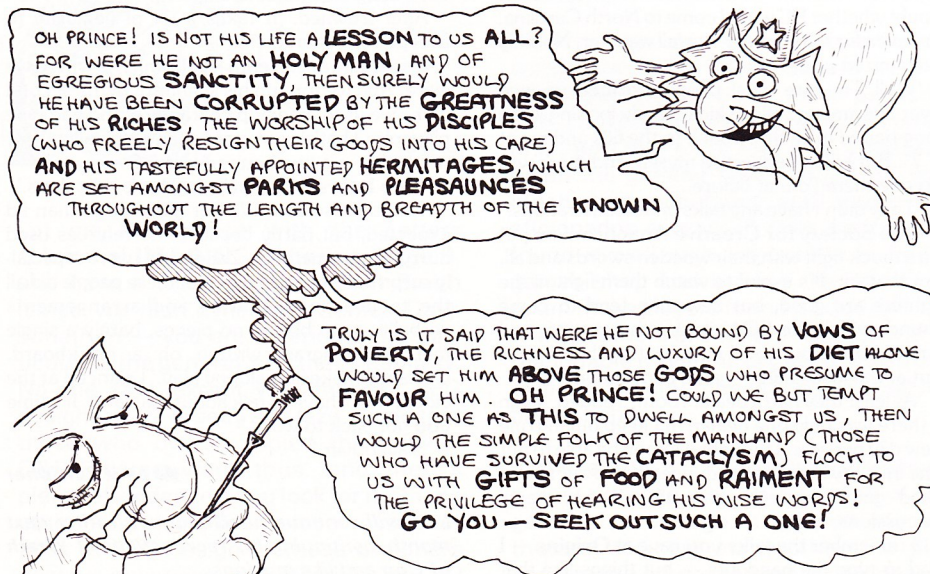 OH PRINCE! IS NOT HIS LIFE A LESSON TO US ALL?
FOR WERE HE NOT AN HOLY MAN, AND OF
EGREGIOUS SANCTITY, THEN SURELY WOULD
HE HAVE BEEN CORRUPTED BY THE GREATNESS
OF HIS RICHES, THE WORSHIP OF HIS DISCIPLES
(WHO FREELY RESIGN THEIR GOODS INTO HIS CARE)
AND HIS TASTEFULLY APPOINTED HERMITAGES, WHICH
ARE SET AMONGST PARKS AND PLEASAUNCES
THROUGHOUT THE LENGTH AND BREADTH OF THE KNOWN
WORLD!
TRULY IS IT SAID THAT WERE HE NOT BOUND BY VOWS OF
POVERTY, THE RICHNESS AND LUXURY OF HIS DIET ALONE
WOULD SET HIM ABOVE THOSE GODS WHO PRESUME TO
FAVOUR HIM. OH PRINCE! COULD WE BUT TEMPT
SUCH A ONE AS THIS TO DWELL AMONGST US, THEN
WOULD THE SIMPLE FOLK OF THE MAINLAND (THOSE
WHO HAVE SURVIVED THE CATACLYSM) FLOCK TO
US WITH GIFTS OF FOOD AND RAIMENT FOR
THE PRIVILEGE OF HEARING HIS WISE WORDS!
GO YOU — SEEK OUT SUCH A ONE!